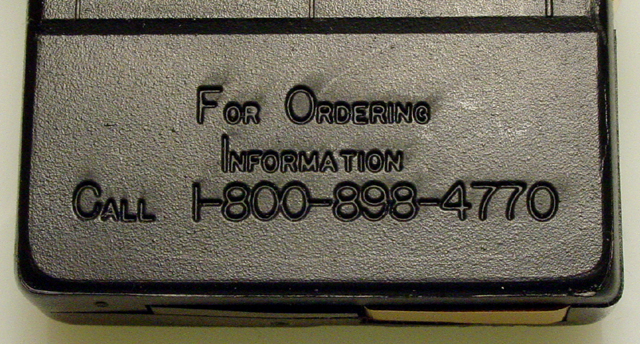 For Ordering
Information
Call 1-800-898-4770